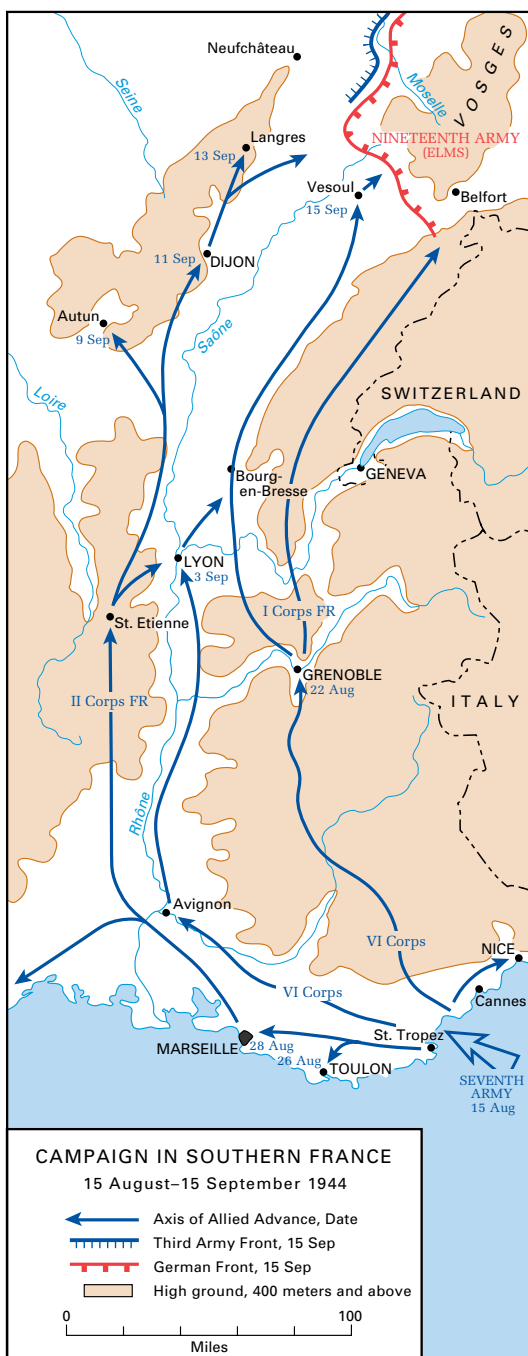 Neufchâteau
Seine
Moselle
VOSGES
Langres
13 Sep
NINETEENTH ARMY
(ELMS)
Vesoul
15 Sep
Belfort
11 Sep
DIJON
Autun
9 Sep
Saône
Loire
SWITZERLAND
Bourg-
en-Bresse
GENEVA
LYON
3 Sep
St. Etienne
I Corps FR
GRENOBLE
22 Aug
II Corps FR
ITALY
Rhône
Avignon
VI Corps
NICE
VI Corps
Cannes
St. Tropez
MARSEILLE
28 Aug
26 Aug
TOULON
SEVENTH
ARMY
15 Aug
CAMPAIGN IN SOUTHERN FRANCE
15 August–15 September 1944
Axis of Allied Advance, Date
Third Army Front, 15 Sep
German Front, 15 Sep
High ground, 400 meters and above
0 100
Miles